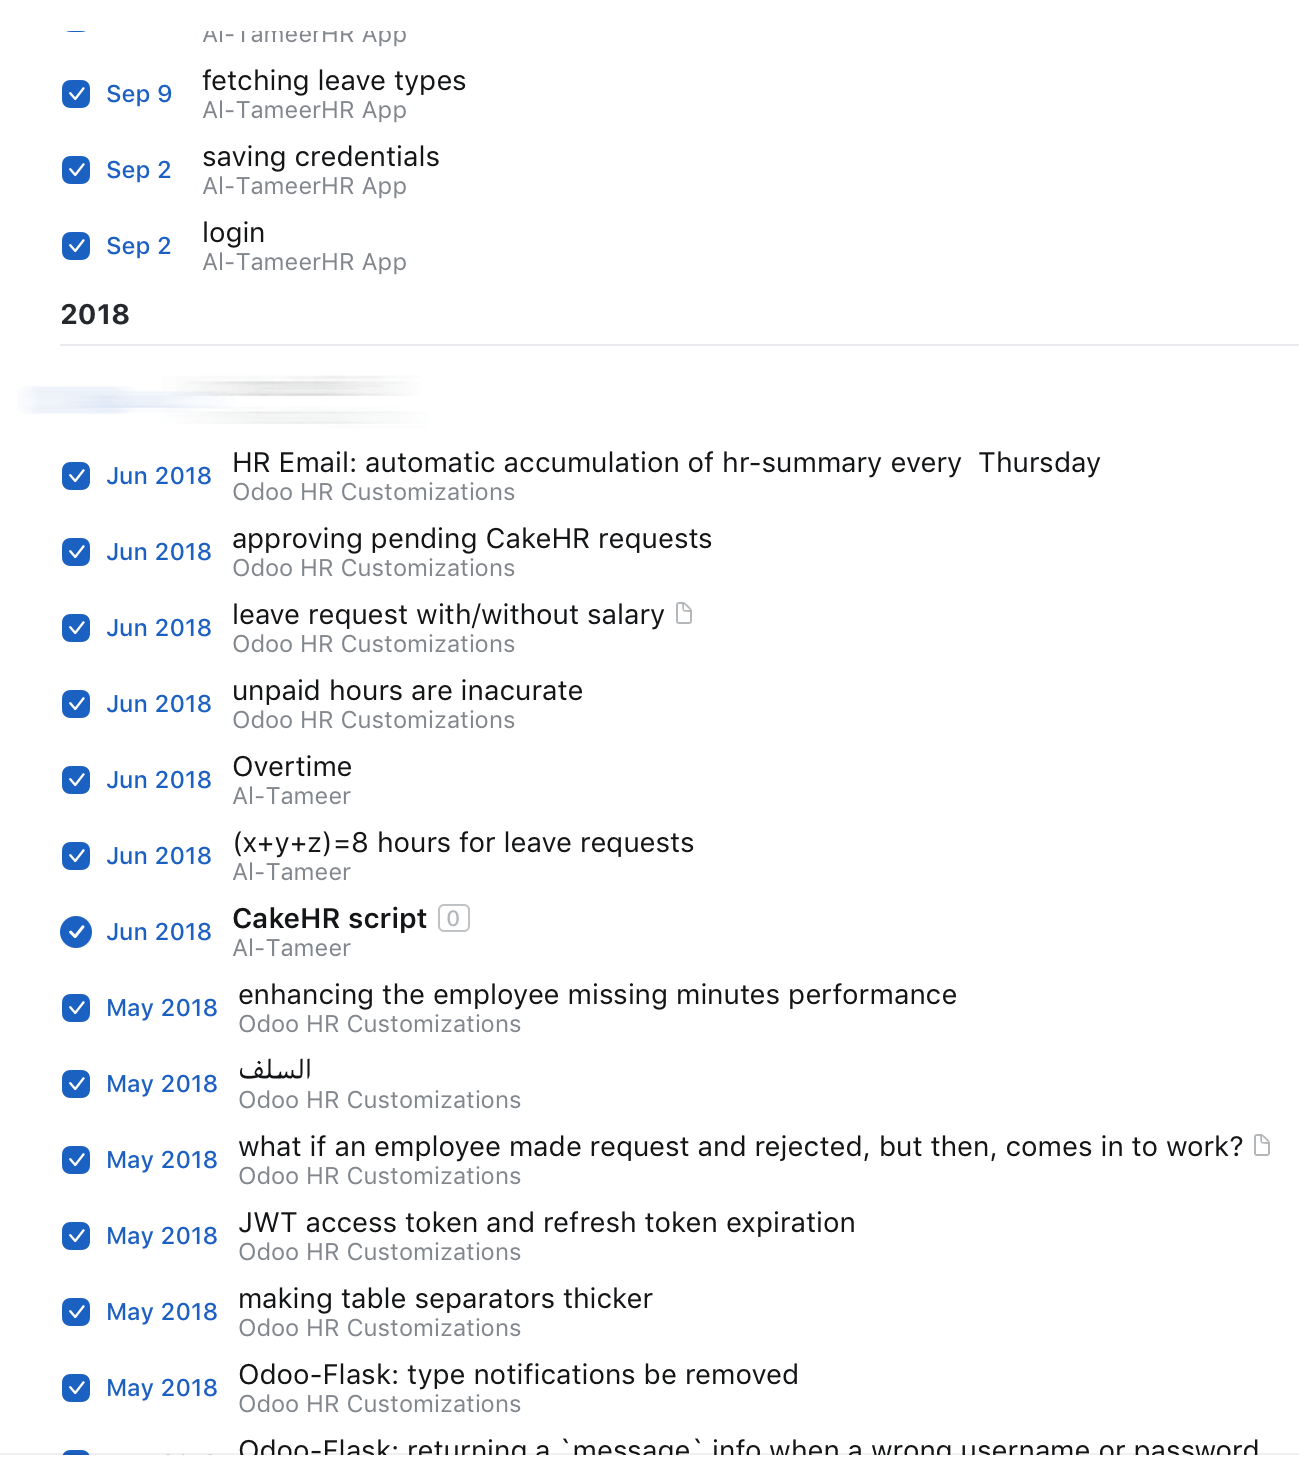 Al-TameerHR App
Sep 9
fetching leave types
Al-TameerHR App
Sep 2
saving credentials
Al-TameerHR App
Sep 2
login
Al-TameerHR App
2018
Jun 2018
HR Email: automatic accumulation of hr-summary every  Thursday
Odoo HR Customizations
Jun 2018
approving pending CakeHR requests
Odoo HR Customizations
Jun 2018
leave request with/without salary
Odoo HR Customizations
Jun 2018
unpaid hours are inacurate
Odoo HR Customizations
Jun 2018
Overtime
Al-Tameer
Jun 2018
(x+y+z)=8 hours for leave requests
Al-Tameer
Jun 2018
CakeHR script 0
Al-Tameer
May 2018
enhancing the employee missing minutes performance
Odoo HR Customizations
May 2018
السلف
Odoo HR Customizations
May 2018
what if an employee made request and rejected, but then, comes in to work?
Odoo HR Customizations
May 2018
JWT access token and refresh token expiration
Odoo HR Customizations
May 2018
making table separators thicker
Odoo HR Customizations
May 2018
Odoo-Flask: type notifications be removed
Odoo HR Customizations
Odoo-Flask: returning a `message` info when a wrong username or password